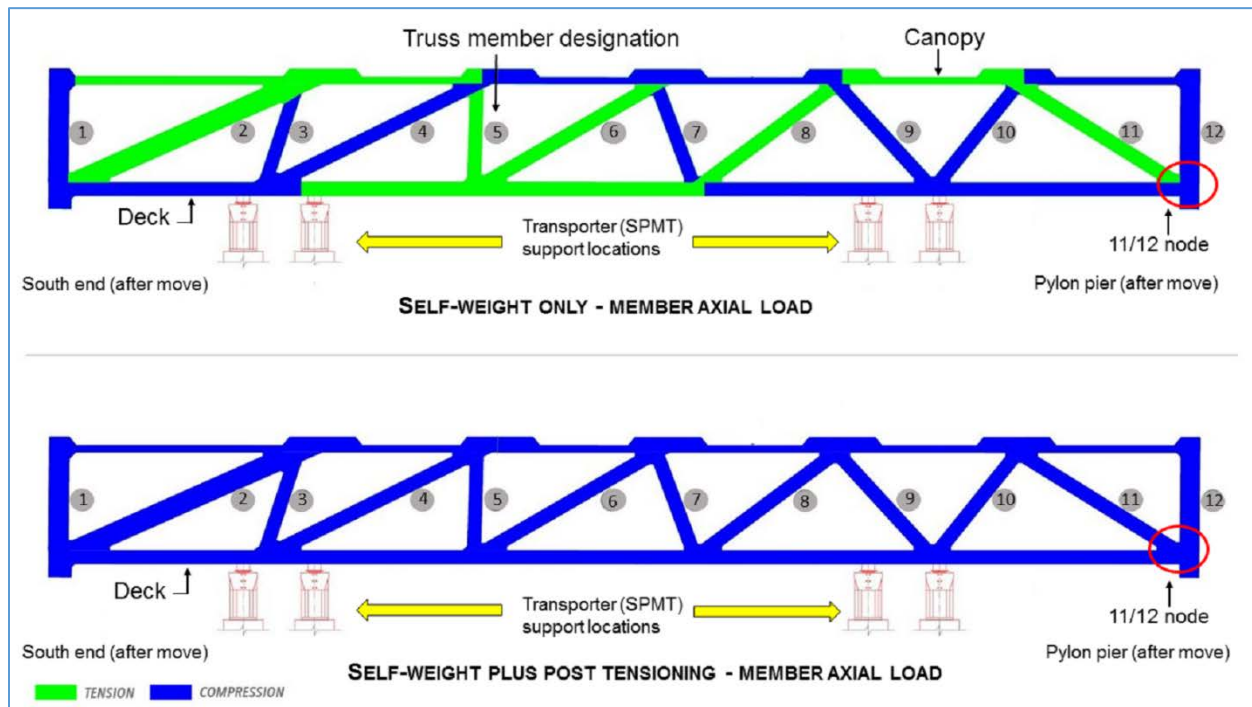 Truss member designation
Canopy
1
2
3
4
5
6
7
8
9
10
11
12
Deck
Transporter (SPMT)
support locations
11/12 node
South end (after move)
Pylon pier (after move)
SELF-WEIGHT ONLY - MEMBER AXIAL LOAD
1
2
3
4
5
6
7
8
9
10
11
12
Deck
Transporter (SPMT)
support locations
11/12 node
South end (after move)
Pylon pier (after move)
SELF-WEIGHT PLUS POST TENSIONING - MEMBER AXIAL LOAD
TENSION
COMPRESSION